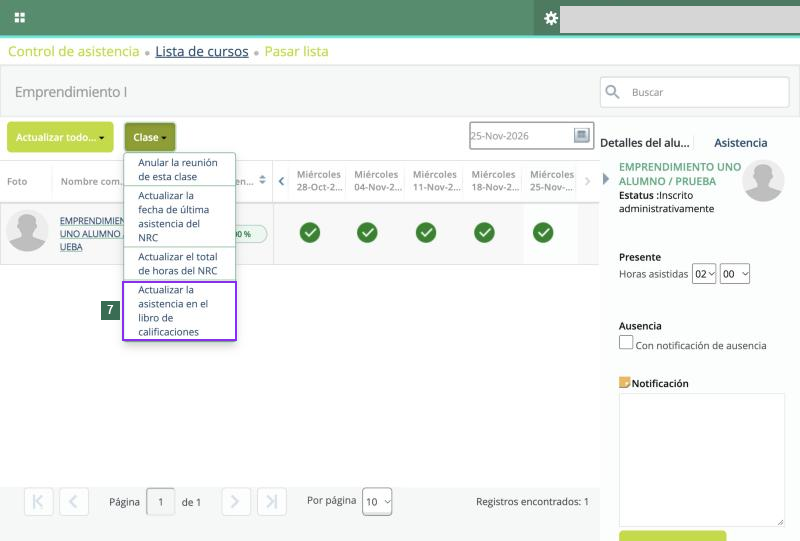 Control de asistencia • Lista de cursos • Pasar lista
Emprendimiento I
Buscar
Actualizar todo...
Clase
25-Nov-2026
Anular la reunión
de esta clase
Actualizar la
fecha de última
asistencia del
NRC
Actualizar el total
de horas del NRC
Actualizar la
asistencia en el
libro de
calificaciones
7
Foto
Nombre com...
en...
Miércoles
28-Oct-2...
Miércoles
04-Nov-2...
Miércoles
11-Nov-2...
Miércoles
18-Nov-2...
Miércoles
25-Nov-...
EMPRENDIMIEN
UNO ALUMNO /
UEBA
0 %
Detalles del alu...
Asistencia
EMPRENDIMIENTO UNO
ALUMNO / PRUEBA
Estatus :Inscrito
administrativamente
Presente
Horas asistidas 02 00
Ausencia
Con notificación de ausencia
Notificación
Página 1 de 1
Por página 10
Registros encontrados: 1